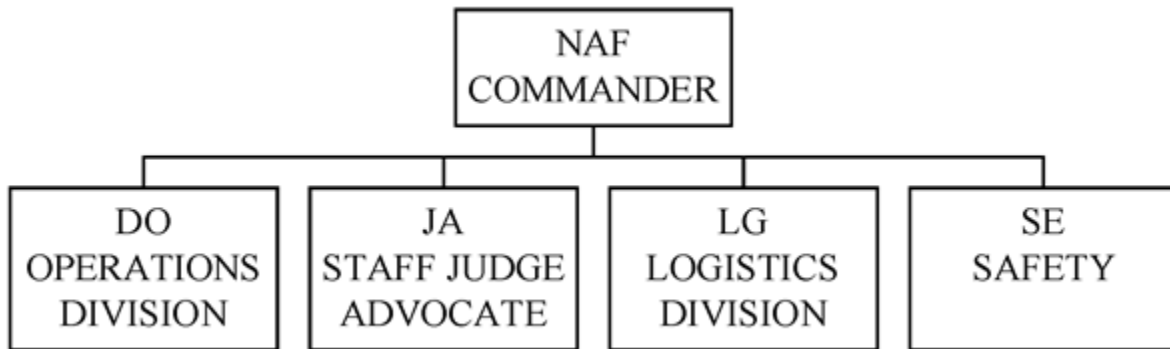 NAF
COMMANDER
DO
OPERATIONS
DIVISION
JA
STAFF JUDGE
ADVOCATE
LG
LOGISTICS
DIVISION
SE
SAFETY